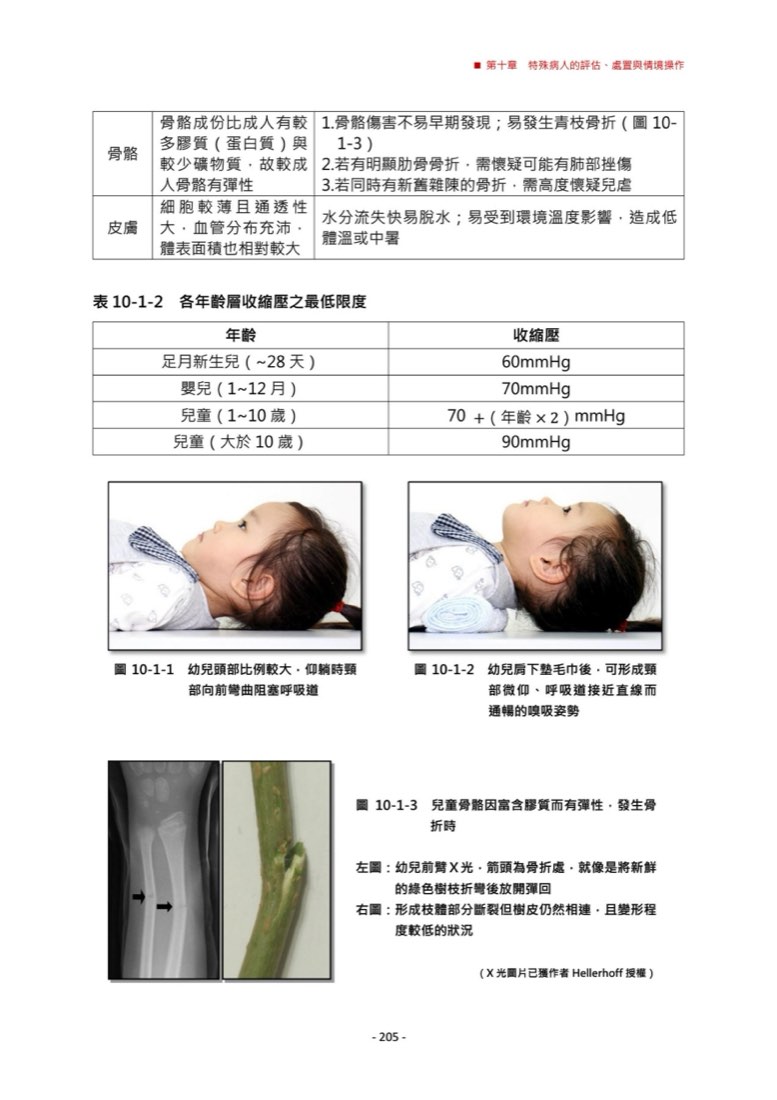 ■ 第十章 特殊病人的評估、處置與情境操作
骨骼
骨骼成份比成人有較
多膠質（蛋白質）與
較少礦物質，故較成
人骨骼有彈性
1.骨骼傷害不易早期發現；易發生青枝骨折（圖 10-
1-3）
2.若有明顯肋骨骨折，需懷疑可能有肺部挫傷
3.若同時有新舊雜陳的骨折，需高度懷疑兒虐
皮膚
細胞較薄且通透性
大，血管分布充沛，
體表面積也相對較大
水分流失快易脫水；易受到環境溫度影響，造成低
體溫或中暑
表 10-1-2 各年齡層收縮壓之最低限度
年齡 收縮壓
足月新生兒（~28 天） 60mmHg
嬰兒（1~12 月） 70mmHg
兒童（1~10 歲） 70 +（年齡 × 2）mmHg
兒童（大於 10 歲） 90mmHg
圖 10-1-1 幼兒頭部比例較大，仰躺時頸
部向前彎曲阻塞呼吸道
圖 10-1-2 幼兒肩下墊毛巾後，可形成頸
部微仰、呼吸道接近直線而
通暢的嗅吸姿勢
圖 10-1-3 兒童骨骼因富含膠質而有彈性，發生骨
折時
左圖：幼兒前臂 X 光，箭頭為骨折處，就像是將新鮮
的綠色樹枝折彎後放開彈回
右圖：形成枝體部分斷裂但樹皮仍然相連，且變形程
度較低的狀況
（X 光圖片已獲作者 Hellerhoff 授權）
- 205 -